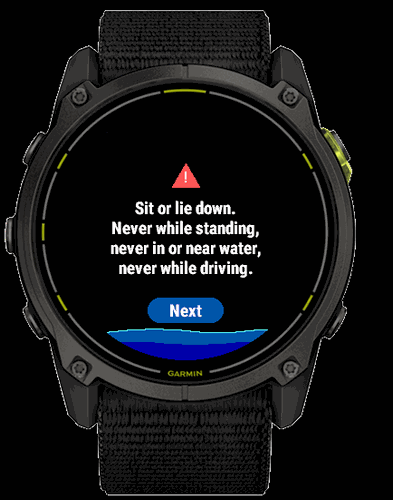 !
Sit or lie down.
Never while standing,
never in or near water,
never while driving.
Next
GARMIN